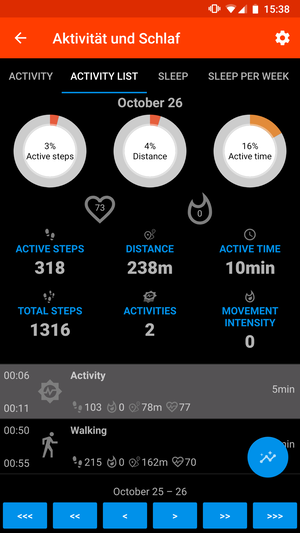 15:38
Aktivität und Schlaf
ACTIVITY ACTIVITY LIST SLEEP SLEEP PER WEEK
October 26
3% 4% 16%
Active steps Distance Active time
73 0
ACTIVE STEPS DISTANCE ACTIVE TIME
318 238m 10min
TOTAL STEPS ACTIVITIES MOVEMENT INTENSITY
1316 2 0
00:06 Activity
5min
00:11 103 0 78m 77
00:50 Walking
in
00:55 215 0 162m 70
October 25 – 26
<<< << < > >> >>>